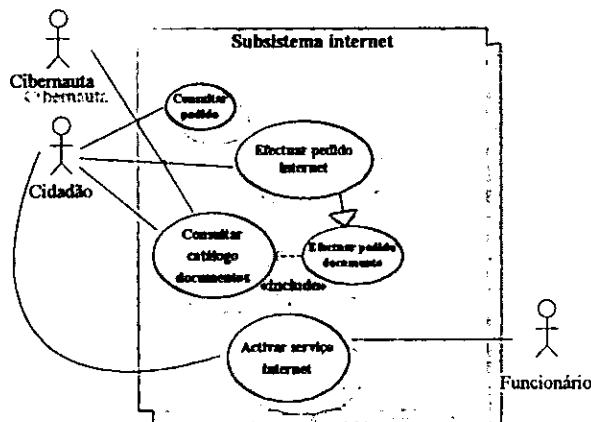 Subsistema internet
Cibernauta
Cibernauta
Consultar
pedido
Cidadão
Efectuar pedido
internet
Consultar
catálogo
documentos
Efectuar pedido
documento
«include»
Activar serviço
internet
Funcionário